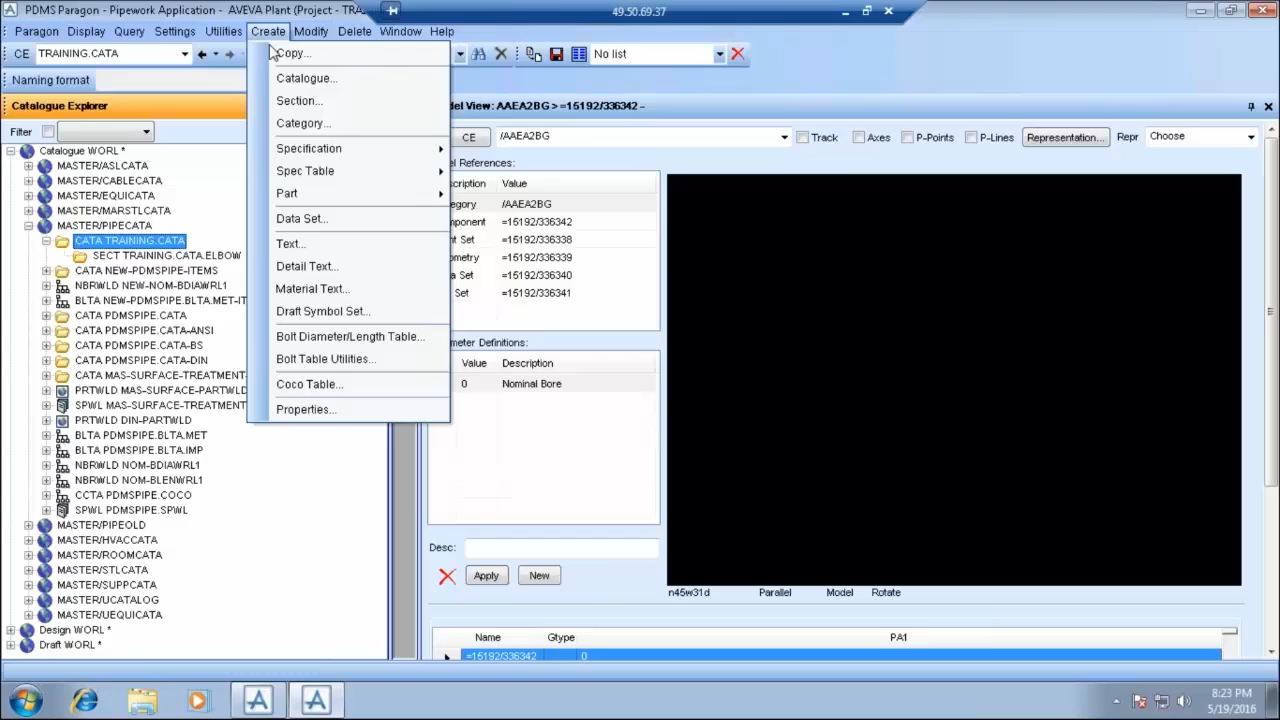 PDMS Paragon - Pipework Application - AVEVA Plant (Project - TRA
49.50.69.37
Paragon Display Query Settings Utilities Create Modify Delete Window Help
CE TRAINING.CATA No list
Naming format
Catalogue Explorer
Filter
Catalogue WORL *
MASTER/ASLCATA
MASTER/CABLECATA
MASTER/EQUICATA
MASTER/MARSTLCATA
MASTER/PIPECATA
CATA TRAINING.CATA
SECT TRAINING.CATA.ELBOW
CATA NEW-PDMSPIPE-ITEMS
NBRWLD NEW-NOM-BDIAWRL1
BLTA NEW-PDMSPIPE.BLTA.MET-IT
CATA PDMSPIPE.CATA
CATA PDMSPIPE.CATA-ANSI
CATA PDMSPIPE.CATA-BS
CATA PDMSPIPE.CATA-DIN
CATA MAS-SURFACE-TREATMENT
PRTWLD MAS-SURFACE-PARTWLD
SPWL MAS-SURFACE-TREATMENT
PRTWLD DIN-PARTWLD
BLTA PDMSPIPE.BLTA.MET
BLTA PDMSPIPE.BLTA.IMP
NBRWLD NOM-BDIAWRL1
NBRWLD NOM-BLENWRL1
CCTA PDMSPIPE.COCO
SPWL PDMSPIPE.SPWL
MASTER/PIPEOLD
MASTER/HVACCATA
MASTER/ROOMCATA
MASTER/STLCATA
MASTER/SUPPCATA
MASTER/UCATALOG
MASTER/UEQUICATA
Design WORL *
Draft WORL *
Copy...
Catalogue...
Section...
Category...
Specification
Spec Table
Part
Data Set...
Text...
Detail Text...
Material Text...
Draft Symbol Set...
Bolt Diameter/Length Table...
Bolt Table Utilities...
Coco Table...
Properties...
del View: AAEA2BG > =15192/336342 -
CE /AAEA2BG Track Axes P-Points P-Lines Representation... Repr Choose
el References:
scription Value
egory /AAEA2BG
mponent =15192/336342
nt Set =15192/336338
ometry =15192/336339
a Set =15192/336340
Set =15192/336341
meter Definitions:
Value Description
0 Nominal Bore
Desc:
Apply New
n45w31d Parallel Model Rotate
Name Gtype PA1
=15192/336342 0
8:23 PM
5/19/2016